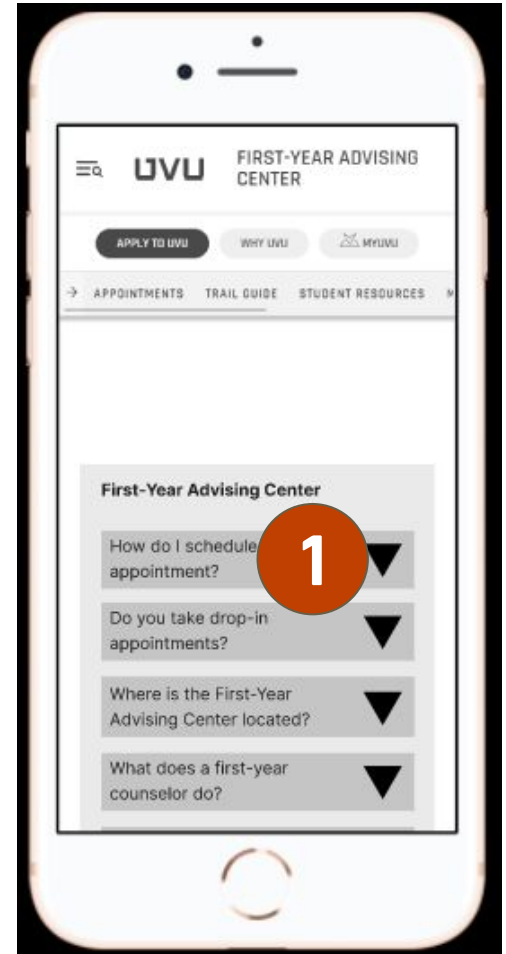 UVU
FIRST-YEAR ADVISING
CENTER
APPLY TO UVU
WHY UVU
MYUVU
→ APPOINTMENTS TRAIL GUIDE STUDENT RESOURCES M
First-Year Advising Center
How do I schedule
appointment?
1
Do you take drop-in
appointments?
Where is the First-Year
Advising Center located?
What does a first-year
counselor do?